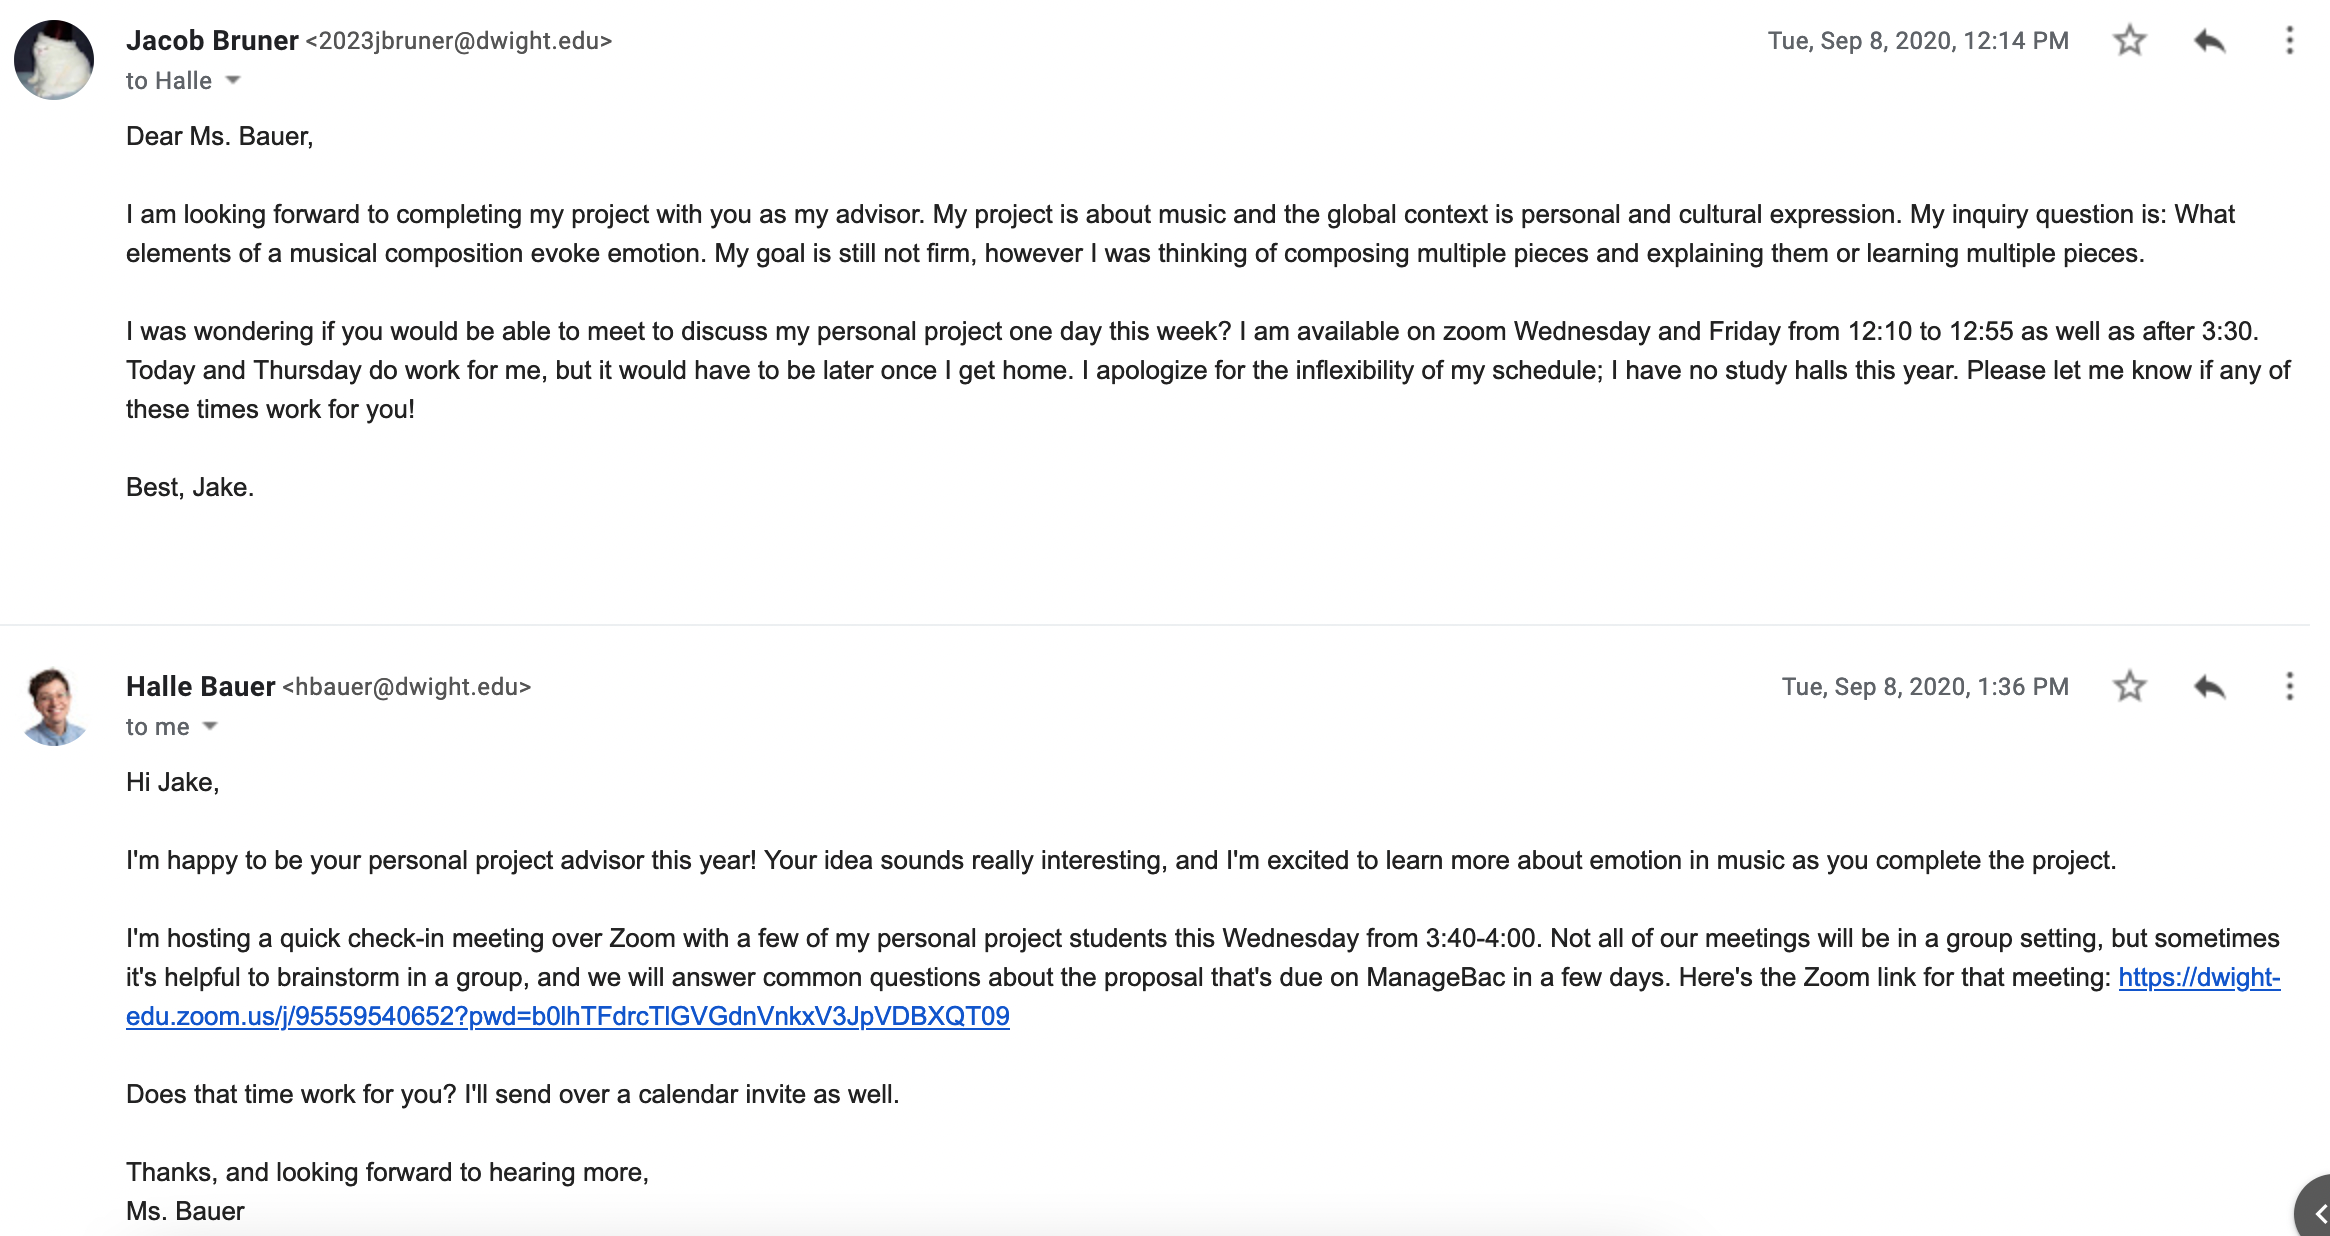 Jacob Bruner <2023jbruner@dwight.edu> Tue, Sep 8, 2020, 12:14 PM
to Halle
Dear Ms. Bauer,
I am looking forward to completing my project with you as my advisor. My project is about music and the global context is personal and cultural expression. My inquiry question is: What
elements of a musical composition evoke emotion. My goal is still not firm, however I was thinking of composing multiple pieces and explaining them or learning multiple pieces.
I was wondering if you would be able to meet to discuss my personal project one day this week? I am available on zoom Wednesday and Friday from 12:10 to 12:55 as well as after 3:30.
Today and Thursday do work for me, but it would have to be later once I get home. I apologize for the inflexibility of my schedule; I have no study halls this year. Please let me know if any of
these times work for you!
Best, Jake.
Halle Bauer <hbauer@dwight.edu> Tue, Sep 8, 2020, 1:36 PM
to me
Hi Jake,
I'm happy to be your personal project advisor this year! Your idea sounds really interesting, and I'm excited to learn more about emotion in music as you complete the project.
I'm hosting a quick check-in meeting over Zoom with a few of my personal project students this Wednesday from 3:40-4:00. Not all of our meetings will be in a group setting, but sometimes
it's helpful to brainstorm in a group, and we will answer common questions about the proposal that's due on ManageBac in a few days. Here's the Zoom link for that meeting: https://dwight-
edu.zoom.us/j/95559540652?pwd=b0lhTFdrcTlGVGdnVnkxV3JpVDBXQT09
Does that time work for you? I'll send over a calendar invite as well.
Thanks, and looking forward to hearing more,
Ms. Bauer